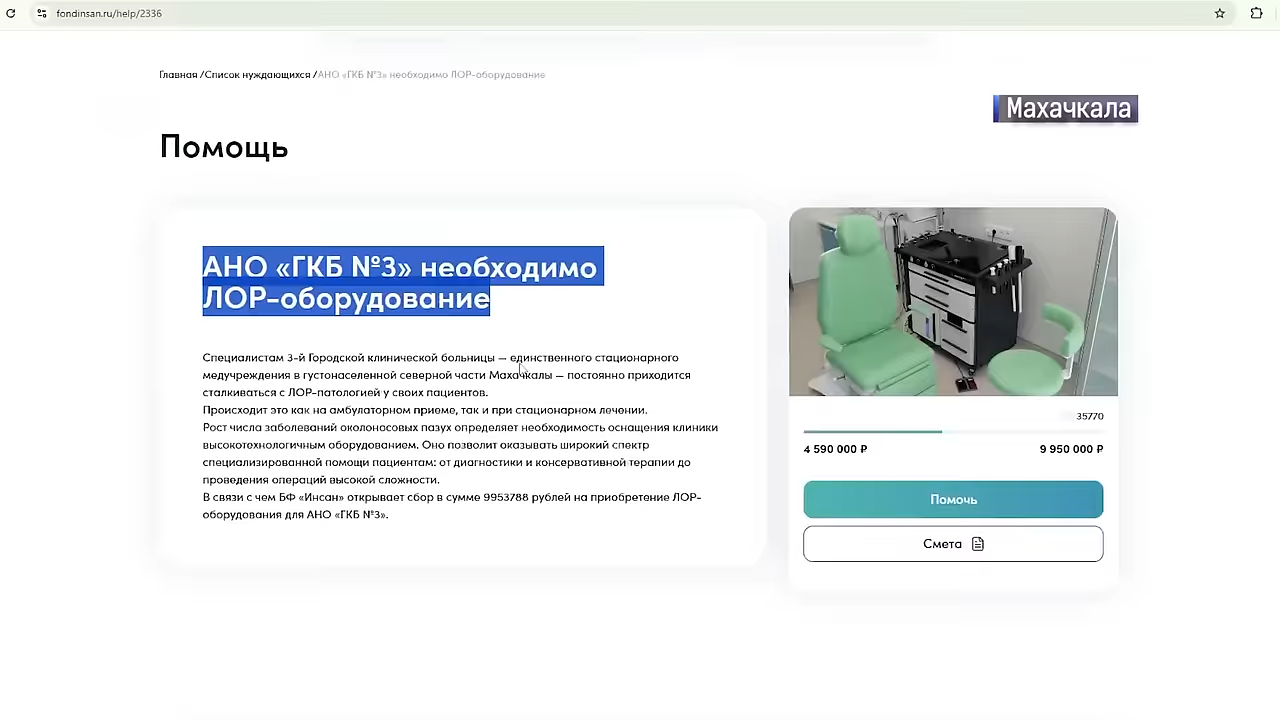 fondinsan.ru/help/2336
Главная /Список нуждающихся /АНО «ГКБ №3» необходимо ЛОР-оборудование
Махачкала
Помощь
АНО «ГКБ №3» необходимо
ЛОР-оборудование
Специалистам 3-й Городской клинической больницы — единственного стационарного
медучреждения в густонаселенной северной части Махачкалы — постоянно приходится
сталкиваться с ЛОР-патологией у своих пациентов.
Происходит это как на амбулаторном приеме, так и при стационарном лечении.
Рост числа заболеваний околоносовых пазух определяет необходимость оснащения клиники
высокотехнологичным оборудованием. Оно позволит оказывать широкий спектр
специализированной помощи пациентам: от диагностики и консервативной терапии до
проведения операций высокой сложности.
В связи с чем БФ «Инсан» открывает сбор в сумме 9953788 рублей на приобретение ЛОР-
оборудования для АНО «ГКБ №3».
35770
4 590 000 ₽ 9 950 000 ₽
Помочь
Смета